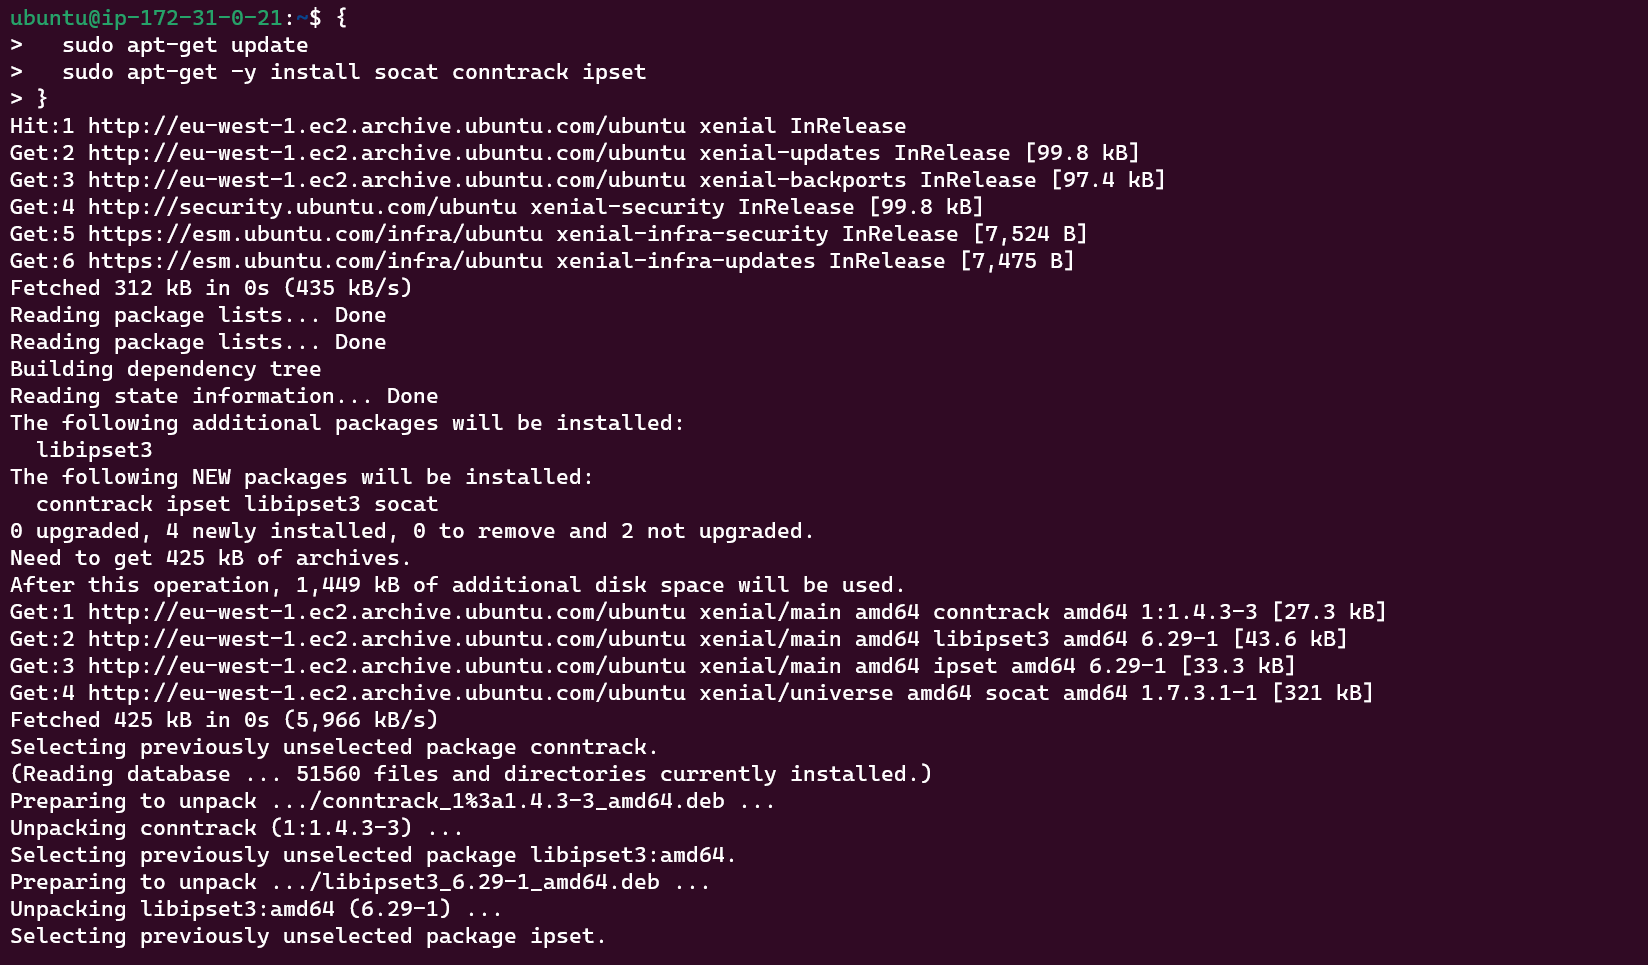 ubuntu@ip-172-31-0-21:~$ {
>   sudo apt-get update
>   sudo apt-get -y install socat conntrack ipset
> }
Hit:1 http://eu-west-1.ec2.archive.ubuntu.com/ubuntu xenial InRelease
Get:2 http://eu-west-1.ec2.archive.ubuntu.com/ubuntu xenial-updates InRelease [99.8 kB]
Get:3 http://eu-west-1.ec2.archive.ubuntu.com/ubuntu xenial-backports InRelease [97.4 kB]
Get:4 http://security.ubuntu.com/ubuntu xenial-security InRelease [99.8 kB]
Get:5 https://esm.ubuntu.com/infra/ubuntu xenial-infra-security InRelease [7,524 B]
Get:6 https://esm.ubuntu.com/infra/ubuntu xenial-infra-updates InRelease [7,475 B]
Fetched 312 kB in 0s (435 kB/s)
Reading package lists... Done
Reading package lists... Done
Building dependency tree
Reading state information... Done
The following additional packages will be installed:
  libipset3
The following NEW packages will be installed:
  conntrack ipset libipset3 socat
0 upgraded, 4 newly installed, 0 to remove and 2 not upgraded.
Need to get 425 kB of archives.
After this operation, 1,449 kB of additional disk space will be used.
Get:1 http://eu-west-1.ec2.archive.ubuntu.com/ubuntu xenial/main amd64 conntrack amd64 1:1.4.3-3 [27.3 kB]
Get:2 http://eu-west-1.ec2.archive.ubuntu.com/ubuntu xenial/main amd64 libipset3 amd64 6.29-1 [43.6 kB]
Get:3 http://eu-west-1.ec2.archive.ubuntu.com/ubuntu xenial/main amd64 ipset amd64 6.29-1 [33.3 kB]
Get:4 http://eu-west-1.ec2.archive.ubuntu.com/ubuntu xenial/universe amd64 socat amd64 1.7.3.1-1 [321 kB]
Fetched 425 kB in 0s (5,966 kB/s)
Selecting previously unselected package conntrack.
(Reading database ... 51560 files and directories currently installed.)
Preparing to unpack .../conntrack_1%3a1.4.3-3_amd64.deb ...
Unpacking conntrack (1:1.4.3-3) ...
Selecting previously unselected package libipset3:amd64.
Preparing to unpack .../libipset3_6.29-1_amd64.deb ...
Unpacking libipset3:amd64 (6.29-1) ...
Selecting previously unselected package ipset.